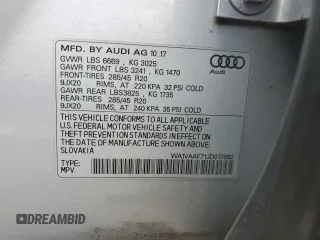 MFD. BY AUDI AG 10 17
GVWR LBS 6669 , KG 3025
GAWR FRONT LBS 3241 , KG 1470
FRONT-TIRES: 285/45 R20
9JX20 RIMS, AT 220 KPA 32 PSI COLD
GAWR REAR LBS3825 , KG 1735
REAR-TIRES: 285/45 R20
9JX20 RIMS, AT 240 KPA 35 PSI COLD
THIS VEHICLE CONFORMS TO ALL APPLICABLE
U.S. FEDERAL MOTOR VEHICLE SAFETY, BUMPER, AND
THEFT PREVENTION STANDARDS IN EFFECT ON THE
DATE OF MANUFACTURE SHOWN ABOVE.
SLOVAKIA
TYPE: WA1VAAF71JD017682
MPV